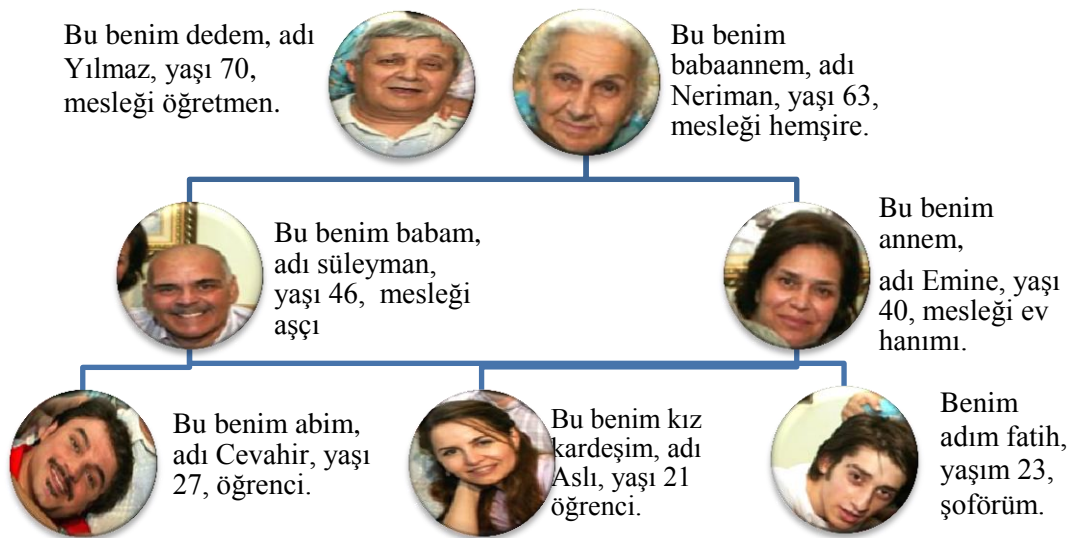 Bu benim dedem, adı
Yılmaz, yaşı 70,
mesleği öğretmen.
Bu benim
babaannem, adı
Neriman, yaşı 63,
mesleği hemşire.
Bu benim babam,
adı süleyman,
yaşı 46, mesleği
aşçı
Bu benim
annem,
adı Emine, yaşı
40, mesleği ev
hanımı.
Bu benim abim,
adı Cevahir, yaşı
27, öğrenci.
Bu benim kız
kardeşim, adı
Aslı, yaşı 21
öğrenci.
Benim
adım fatih,
yaşım 23,
şoförüm.